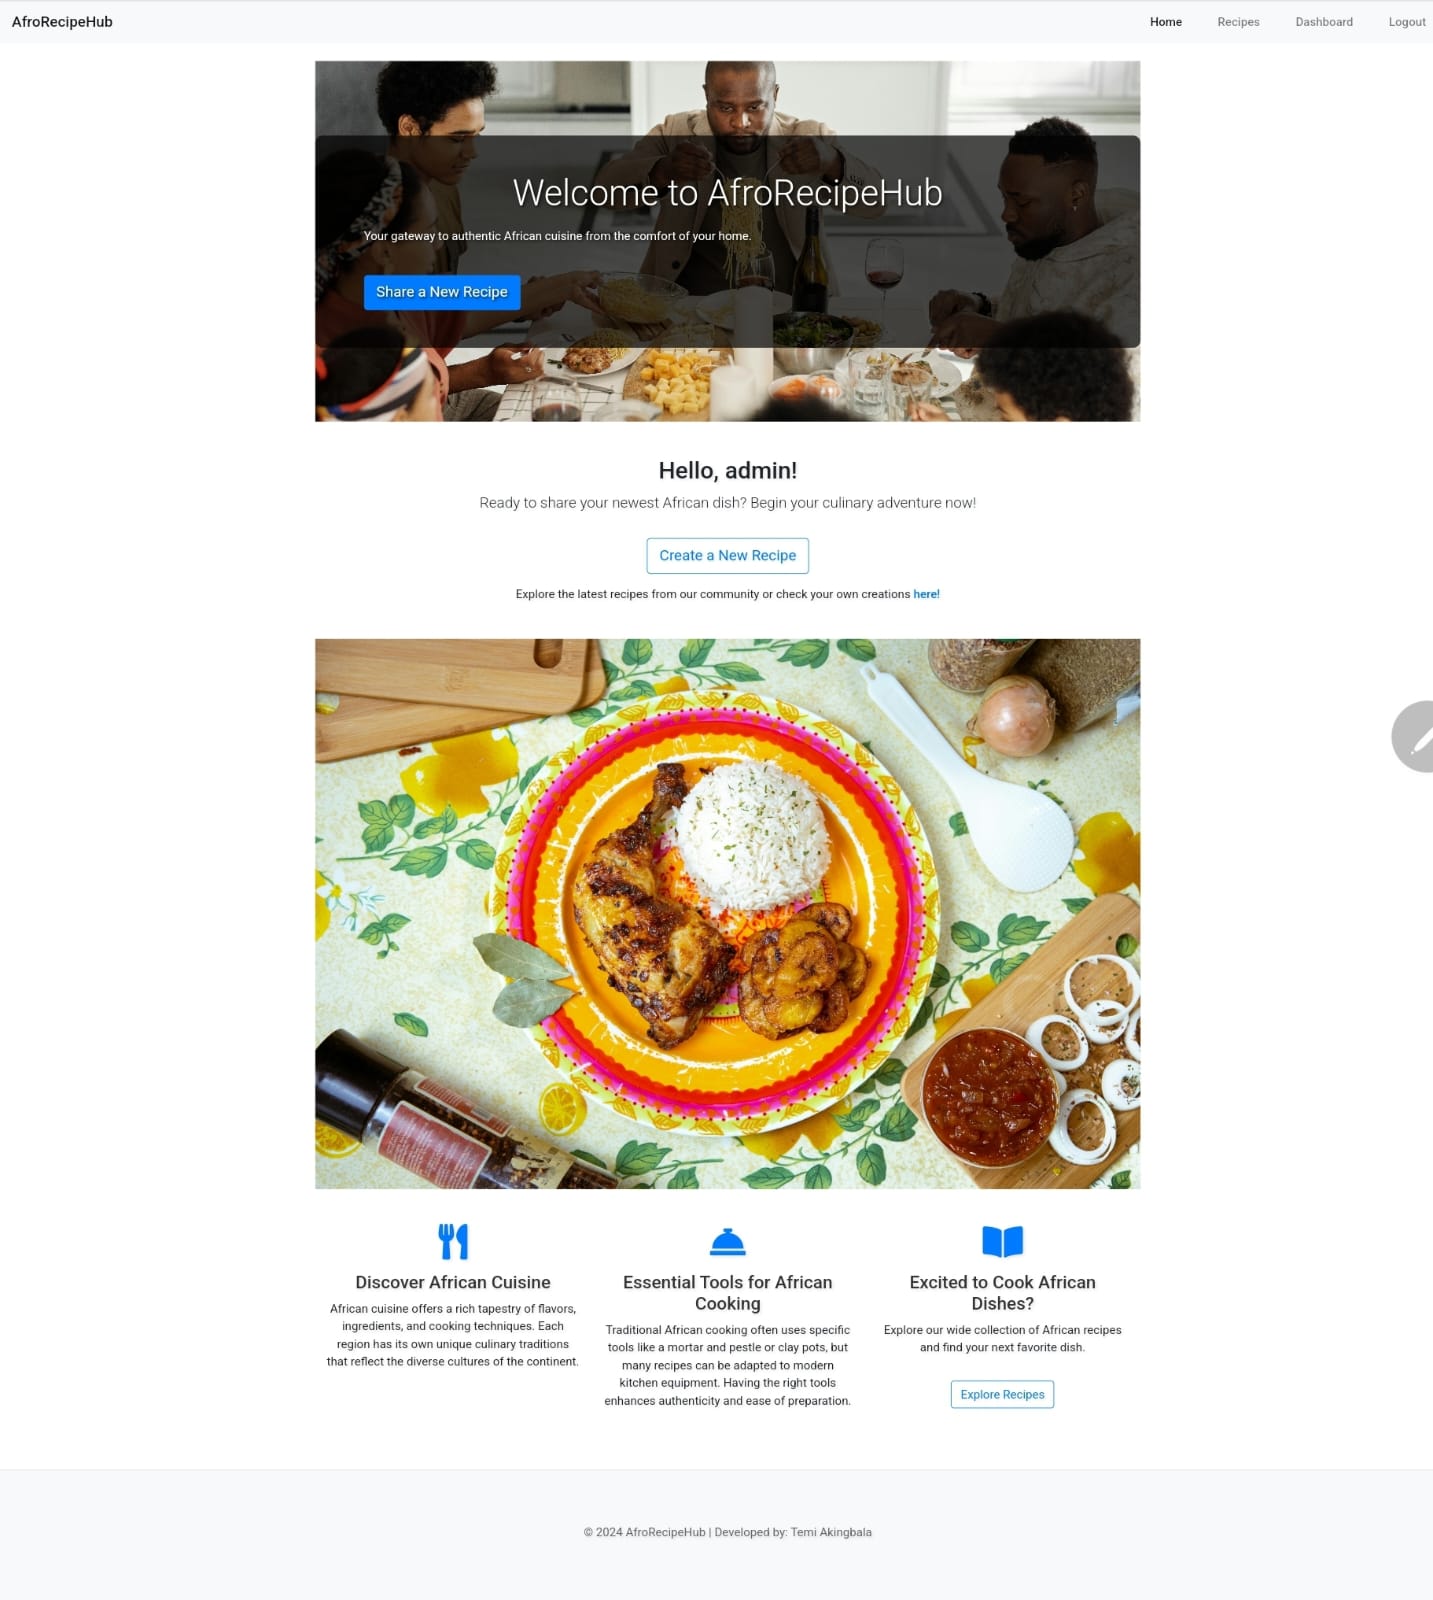 AfroRecipeHub
Home Recipes Dashboard Logout
Welcome to AfroRecipeHub
Your gateway to authentic African cuisine from the comfort of your home.
Share a New Recipe
Hello, admin!
Ready to share your newest African dish? Begin your culinary adventure now!
Create a New Recipe
Explore the latest recipes from our community or check your own creations here!
Discover African Cuisine
African cuisine offers a rich tapestry of flavors,
ingredients, and cooking techniques. Each
region has its own unique culinary traditions
that reflect the diverse cultures of the continent.
Essential Tools for African
Cooking
Traditional African cooking often uses specific
tools like a mortar and pestle or clay pots, but
many recipes can be adapted to modern
kitchen equipment. Having the right tools
enhances authenticity and ease of preparation.
Excited to Cook African
Dishes?
Explore our wide collection of African recipes
and find your next favorite dish.
Explore Recipes
© 2024 AfroRecipeHub | Developed by: Temi Akingbala